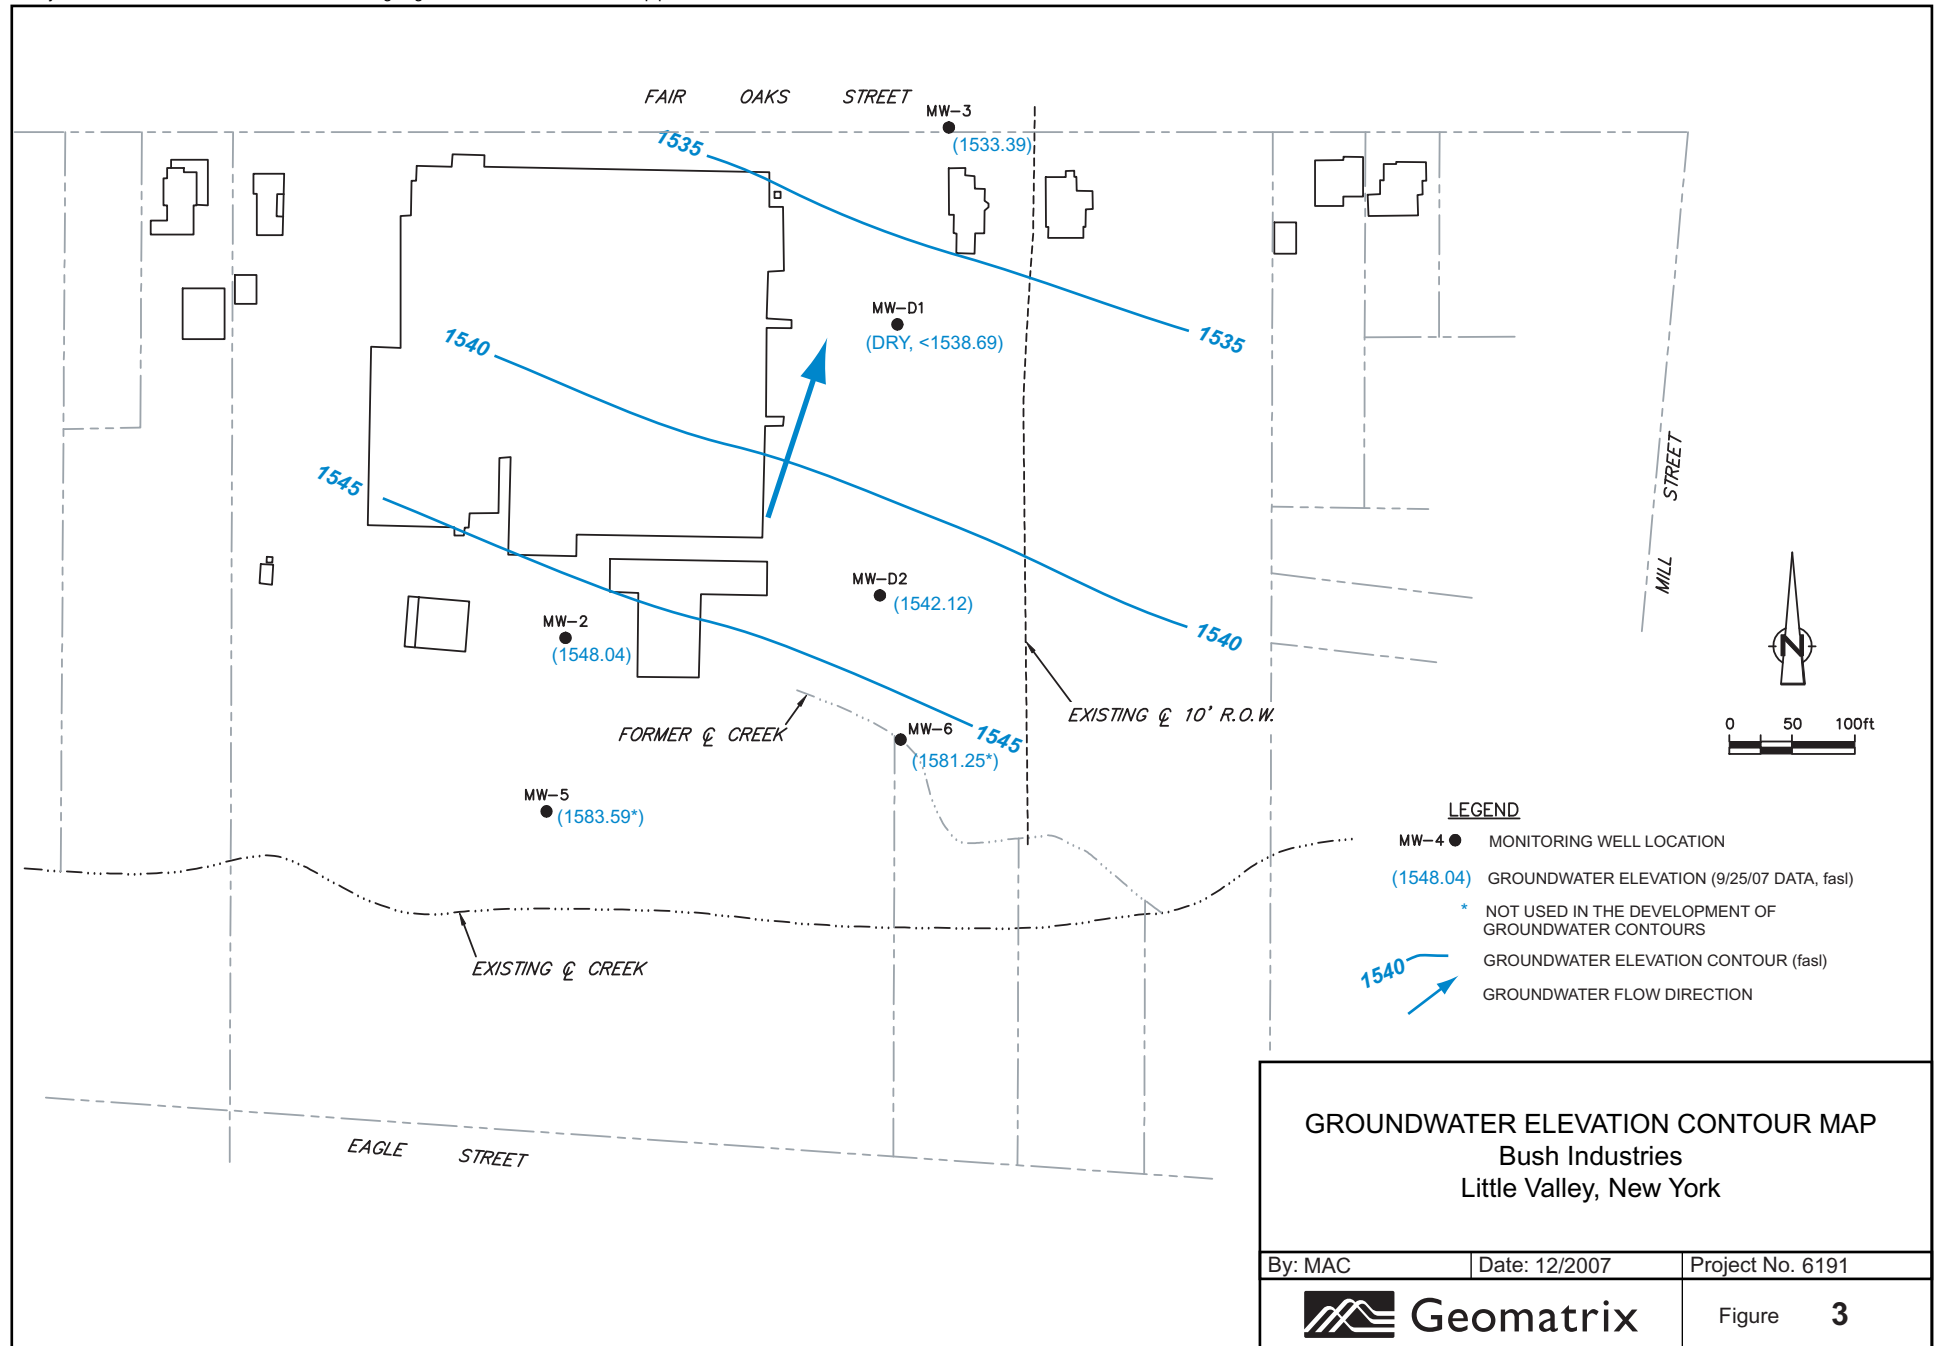 FAIR OAKS STREET
MW-3
(1533.39)
1535
MW-D1
(DRY, <1538.69)
1535
1540
1545
MILL STREET
MW-D2
(1542.12)
MW-2
(1548.04)
1540
EXISTING ℄ 10' R.O.W.
FORMER ℄ CREEK
MW-6
1545
(1581.25*)
MW-5
(1583.59*)
EXISTING ℄ CREEK
EAGLE STREET
N
0 50 100ft
LEGEND
MW-4 MONITORING WELL LOCATION
(1548.04) GROUNDWATER ELEVATION (9/25/07 DATA, fasl)
* NOT USED IN THE DEVELOPMENT OF
GROUNDWATER CONTOURS
1540 GROUNDWATER ELEVATION CONTOUR (fasl)
GROUNDWATER FLOW DIRECTION
GROUNDWATER ELEVATION CONTOUR MAP
Bush Industries
Little Valley, New York
By: MAC
Date: 12/2007
Project No. 6191
Geomatrix
Figure 3